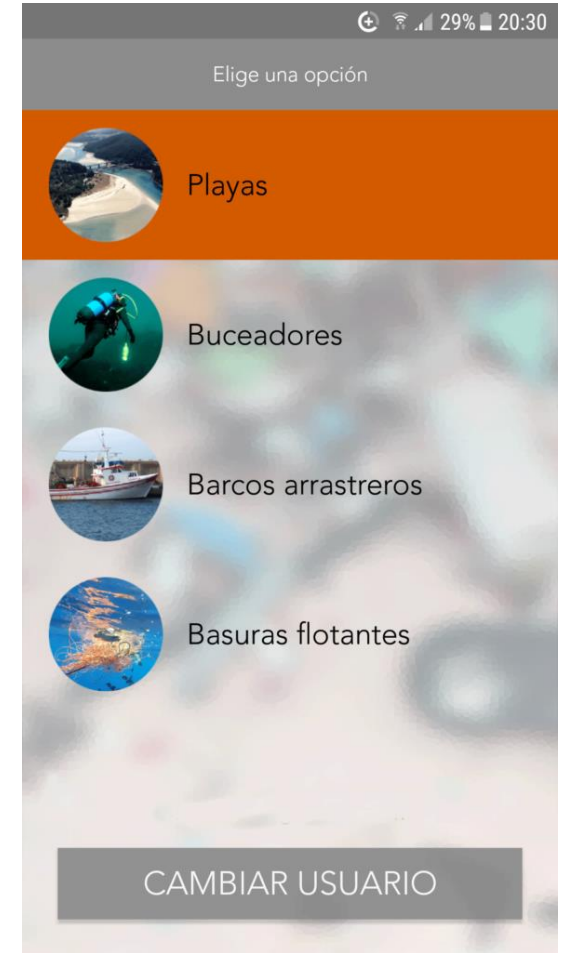 29% 20:30
Elige una opción
Playas
Buceadores
Barcos arrastreros
Basuras flotantes
CAMBIAR USUARIO